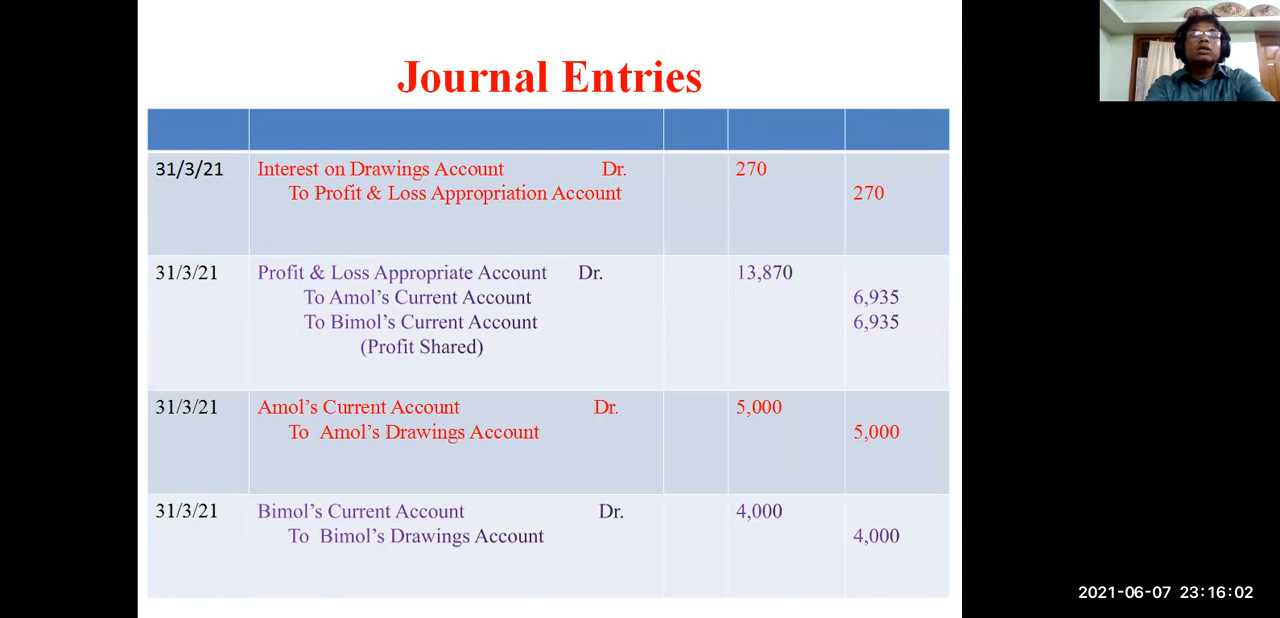 Journal Entries
31/3/21 Interest on Drawings Account Dr. 270
To Profit & Loss Appropriation Account 270
31/3/21 Profit & Loss Appropriate Account Dr. 13,870
To Amol’s Current Account 6,935
To Bimol’s Current Account 6,935
(Profit Shared)
31/3/21 Amol’s Current Account Dr. 5,000
To Amol’s Drawings Account 5,000
31/3/21 Bimol’s Current Account Dr. 4,000
To Bimol’s Drawings Account 4,000
2021-06-07 23:16:02